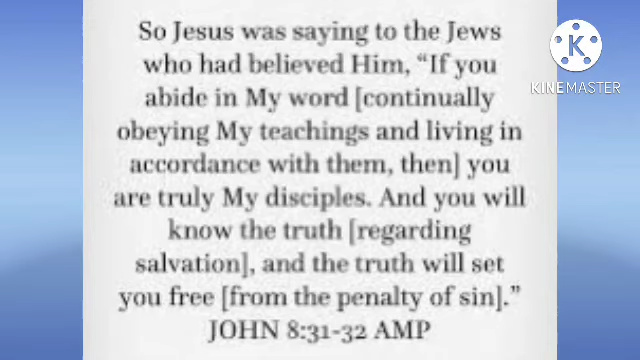 So Jesus was saying to the Jews
who had believed Him, “If you
abide in My word [continually
obeying My teachings and living in
accordance with them, then] you
are truly My disciples. And you will
know the truth [regarding
salvation], and the truth will set
you free [from the penalty of sin].”
JOHN 8:31-32 AMP
K
KINEMASTER